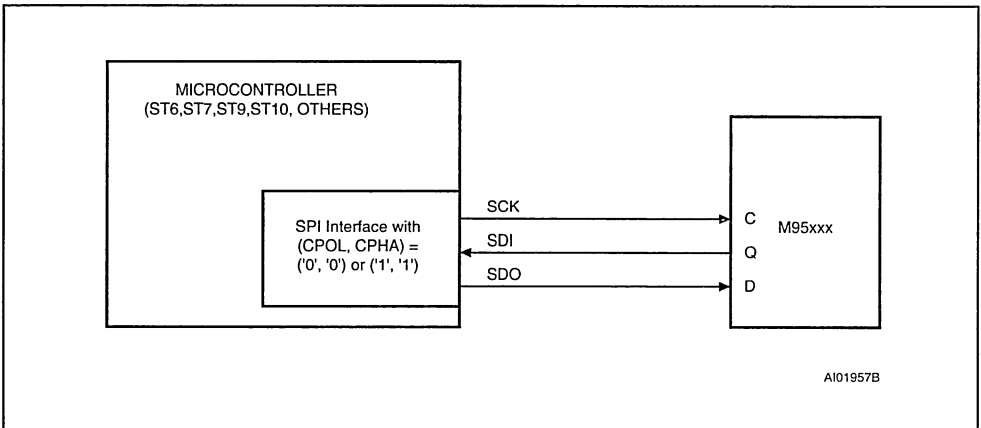 MICROCONTROLLER
(ST6,ST7,ST9,ST10, OTHERS)
SPI Interface with
(CPOL, CPHA) =
('0', '0') or ('1', '1')
SCK
SDI
SDO
C
Q
D
M95xxx
AI01957B